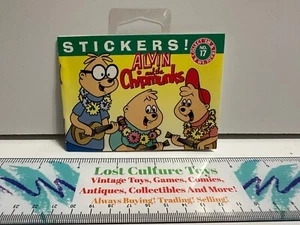 STICKERS!
NO. 17
ALVIN
and the
Chipmunks
Lost Culture Toys
Vintage Toys, Games, Comics,
Antiques, Collectibles And More!
Always Buying! Trading! Selling!